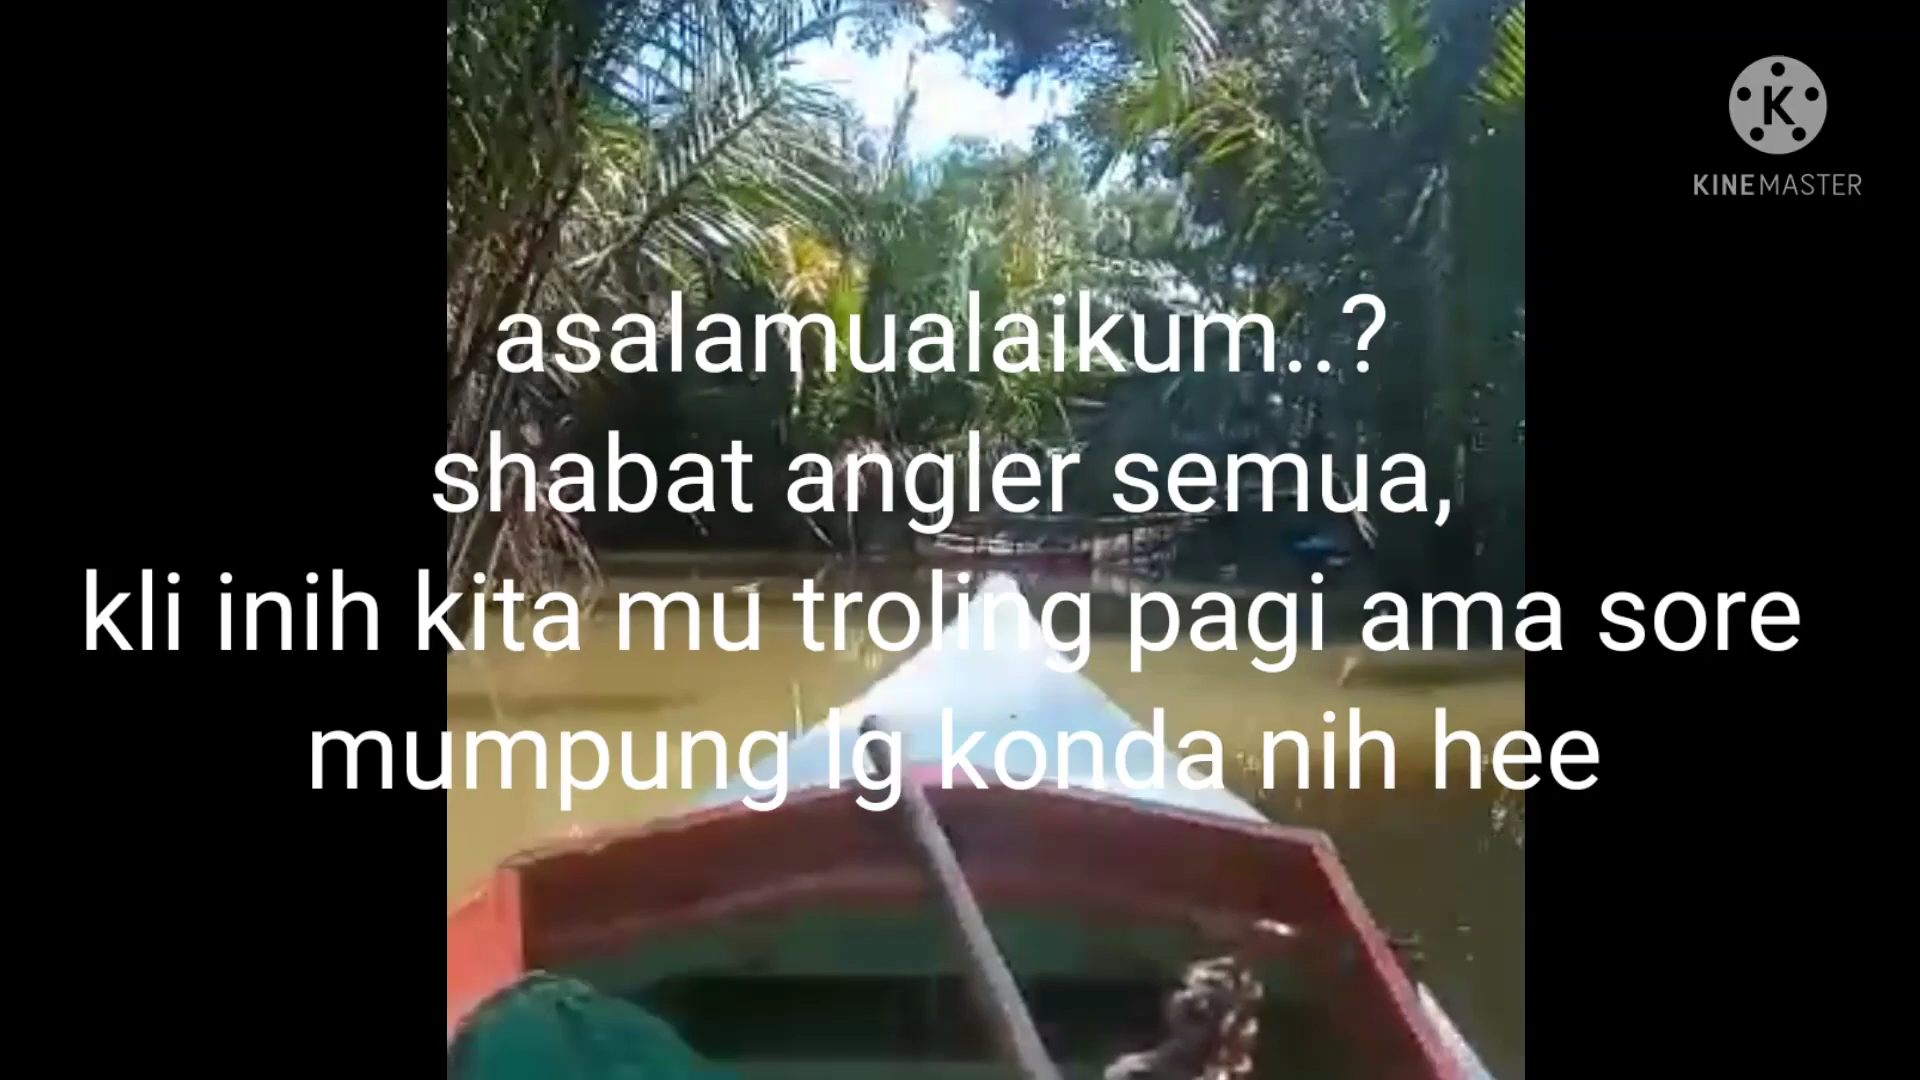 K
KINEMASTER
asalamualaikum..?
shabat angler semua,
kli inih kita mu troling pagi ama sore
mumpung lg konda nih hee